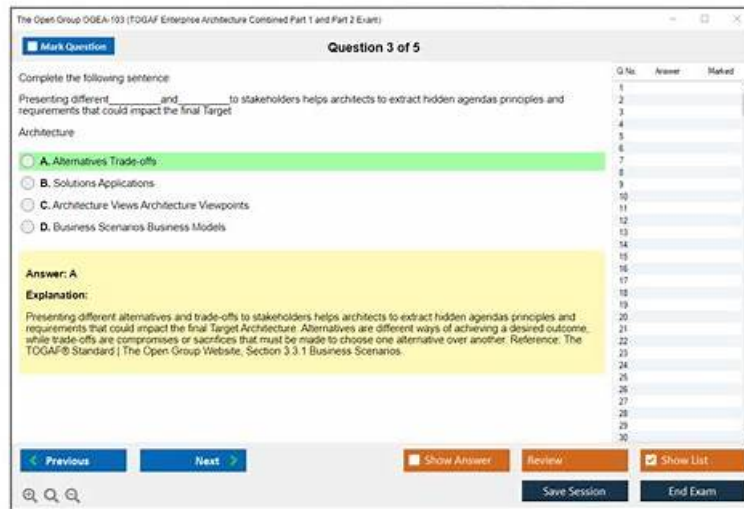 The Open Group OGEA-103 (TOGAF Enterprise Architecture Combined Part 1 and Part 2 Exam)
Mark Question
Question 3 of 5
Q No. Answer Marked
Complete the following sentence
Presenting different_________and_________to stakeholders helps architects to extract hidden agendas principles and
requirements that could impact the final Target
Architecture
A. Alternatives Trade-offs
B. Solutions Applications
C. Architecture Views Architecture Viewpoints
D. Business Scenarios Business Models
Answer: A
Explanation:
Presenting different alternatives and trade-offs to stakeholders helps architects to extract hidden agendas principles and
requirements that could impact the final Target Architecture. Alternatives are different ways of achieving a desired outcome,
while trade-offs are compromises or sacrifices that must be made to choose one alternative over another. Reference: The
TOGAF® Standard | The Open Group Website, Section 3.3.1 Business Scenarios.
1
2
3
4
5
6
7
8
9
10
11
12
13
14
15
16
17
18
19
20
21
22
23
24
25
26
27
28
29
30
Previous
Next
Show Answer
Review
Show List
Save Session
End Exam